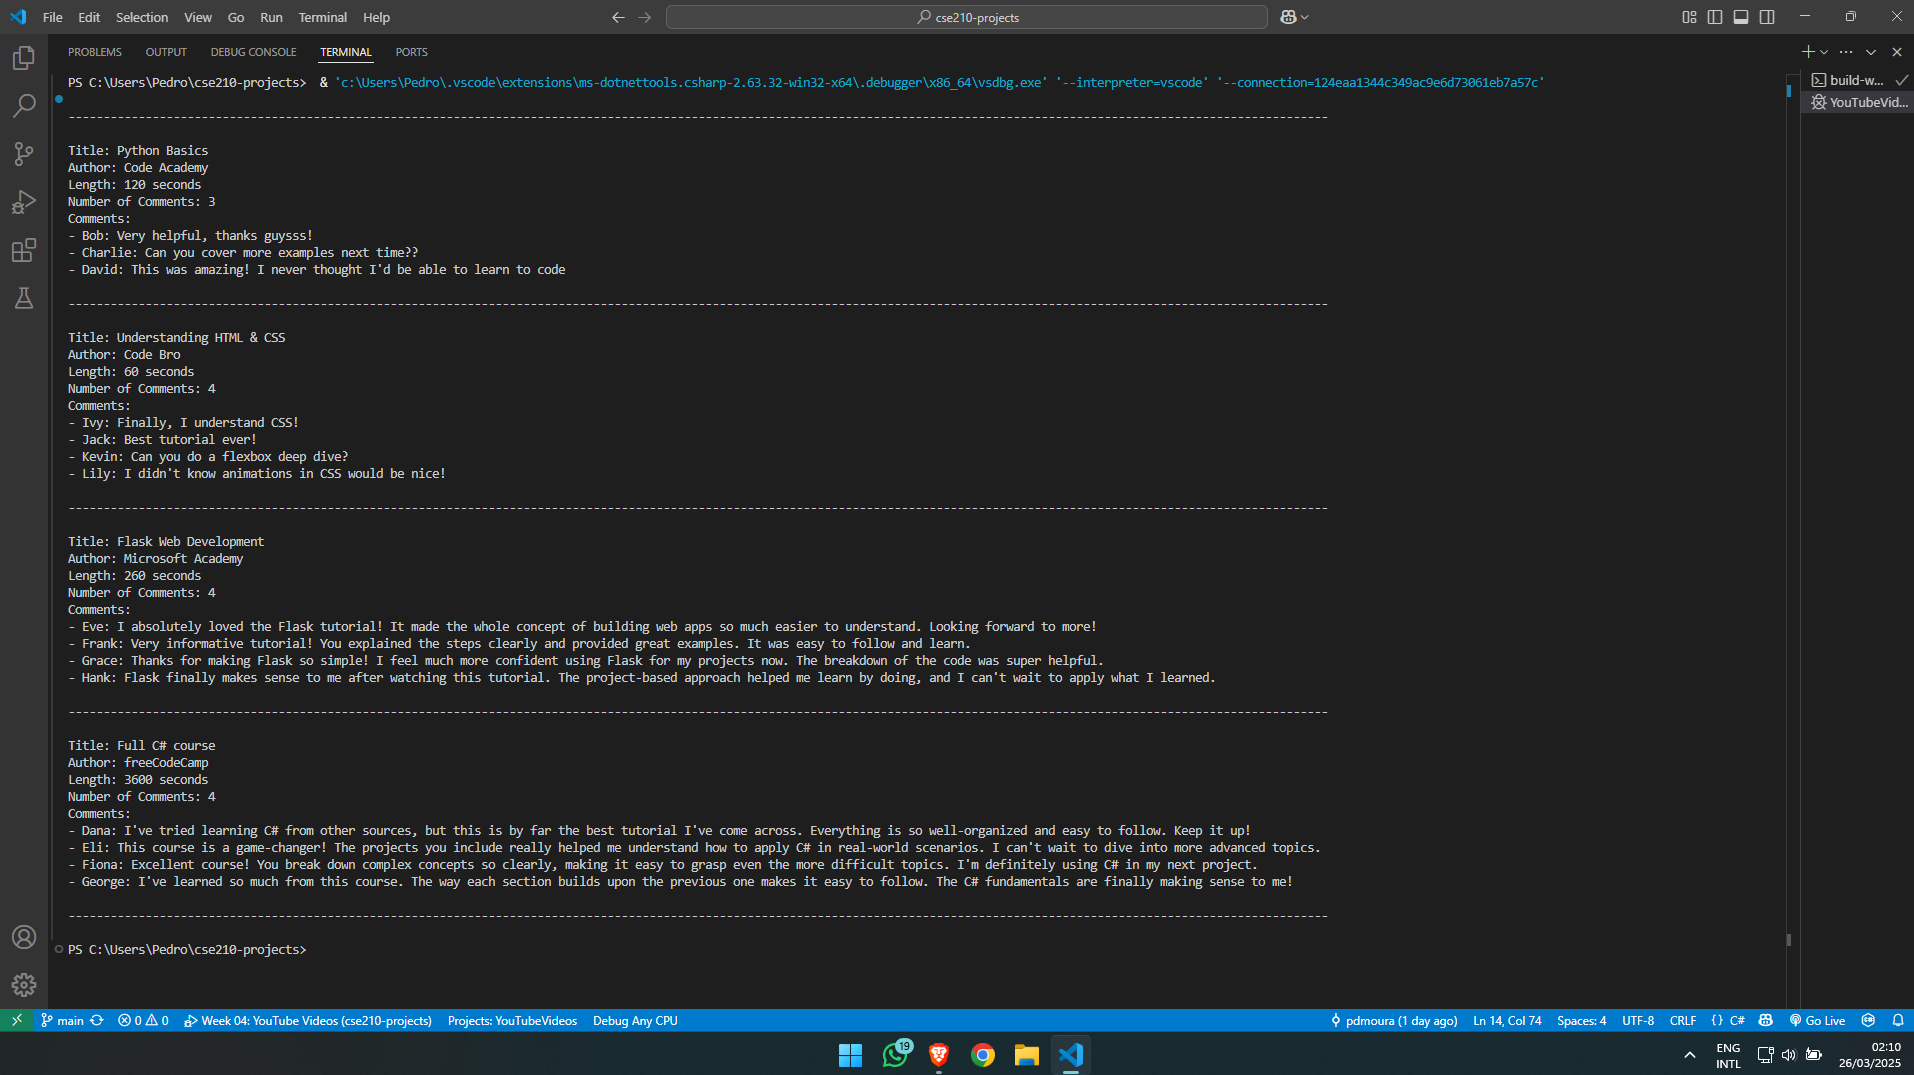 File Edit Selection View Go Run Terminal Help
cse210-projects
PROBLEMS OUTPUT DEBUG CONSOLE TERMINAL PORTS
PS C:\Users\Pedro\cse210-projects>  & 'c:\Users\Pedro\.vscode\extensions\ms-dotnettools.csharp-2.63.32-win32-x64\.debugger\x86_64\vsdbg.exe' '--interpreter=vscode' '--connection=124eaa1344c349ac9e6d73061eb7a57c'
build-w...
YouTubeVid...
------------------------------------------------------------------------------------------------------------------------------------------------------------------------------------
Title: Python Basics
Author: Code Academy
Length: 120 seconds
Number of Comments: 3
Comments:
- Bob: Very helpful, thanks guysss!
- Charlie: Can you cover more examples next time??
- David: This was amazing! I never thought I'd be able to learn to code
------------------------------------------------------------------------------------------------------------------------------------------------------------------------------------
Title: Understanding HTML & CSS
Author: Code Bro
Length: 60 seconds
Number of Comments: 4
Comments:
- Ivy: Finally, I understand CSS!
- Jack: Best tutorial ever!
- Kevin: Can you do a flexbox deep dive?
- Lily: I didn't know animations in CSS would be nice!
------------------------------------------------------------------------------------------------------------------------------------------------------------------------------------
Title: Flask Web Development
Author: Microsoft Academy
Length: 260 seconds
Number of Comments: 4
Comments:
- Eve: I absolutely loved the Flask tutorial! It made the whole concept of building web apps so much easier to understand. Looking forward to more!
- Frank: Very informative tutorial! You explained the steps clearly and provided great examples. It was easy to follow and learn.
- Grace: Thanks for making Flask so simple! I feel much more confident using Flask for my projects now. The breakdown of the code was super helpful.
- Hank: Flask finally makes sense to me after watching this tutorial. The project-based approach helped me learn by doing, and I can't wait to apply what I learned.
------------------------------------------------------------------------------------------------------------------------------------------------------------------------------------
Title: Full C# course
Author: freeCodeCamp
Length: 3600 seconds
Number of Comments: 4
Comments:
- Dana: I've tried learning C# from other sources, but this is by far the best tutorial I've come across. Everything is so well-organized and easy to follow. Keep it up!
- Eli: This course is a game-changer! The projects you include really helped me understand how to apply C# in real-world scenarios. I can't wait to dive into more advanced topics.
- Fiona: Excellent course! You break down complex concepts so clearly, making it easy to grasp even the more difficult topics. I'm definitely using C# in my next project.
- George: I've learned so much from this course. The way each section builds upon the previous one makes it easy to follow. The C# fundamentals are finally making sense to me!
------------------------------------------------------------------------------------------------------------------------------------------------------------------------------------
PS C:\Users\Pedro\cse210-projects>
main 0 0 Week 04: YouTube Videos (cse210-projects) Projects: YouTubeVideos Debug Any CPU pdmoura (1 day ago) Ln 14, Col 74 Spaces: 4 UTF-8 CRLF {} C# Go Live
19
ENG
INTL
02:10
26/03/2025